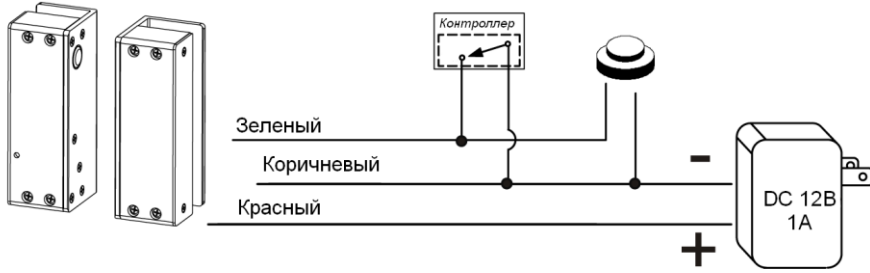 Контроллер
Зеленый
Коричневый
Красный
-
+
DC 12В
1А